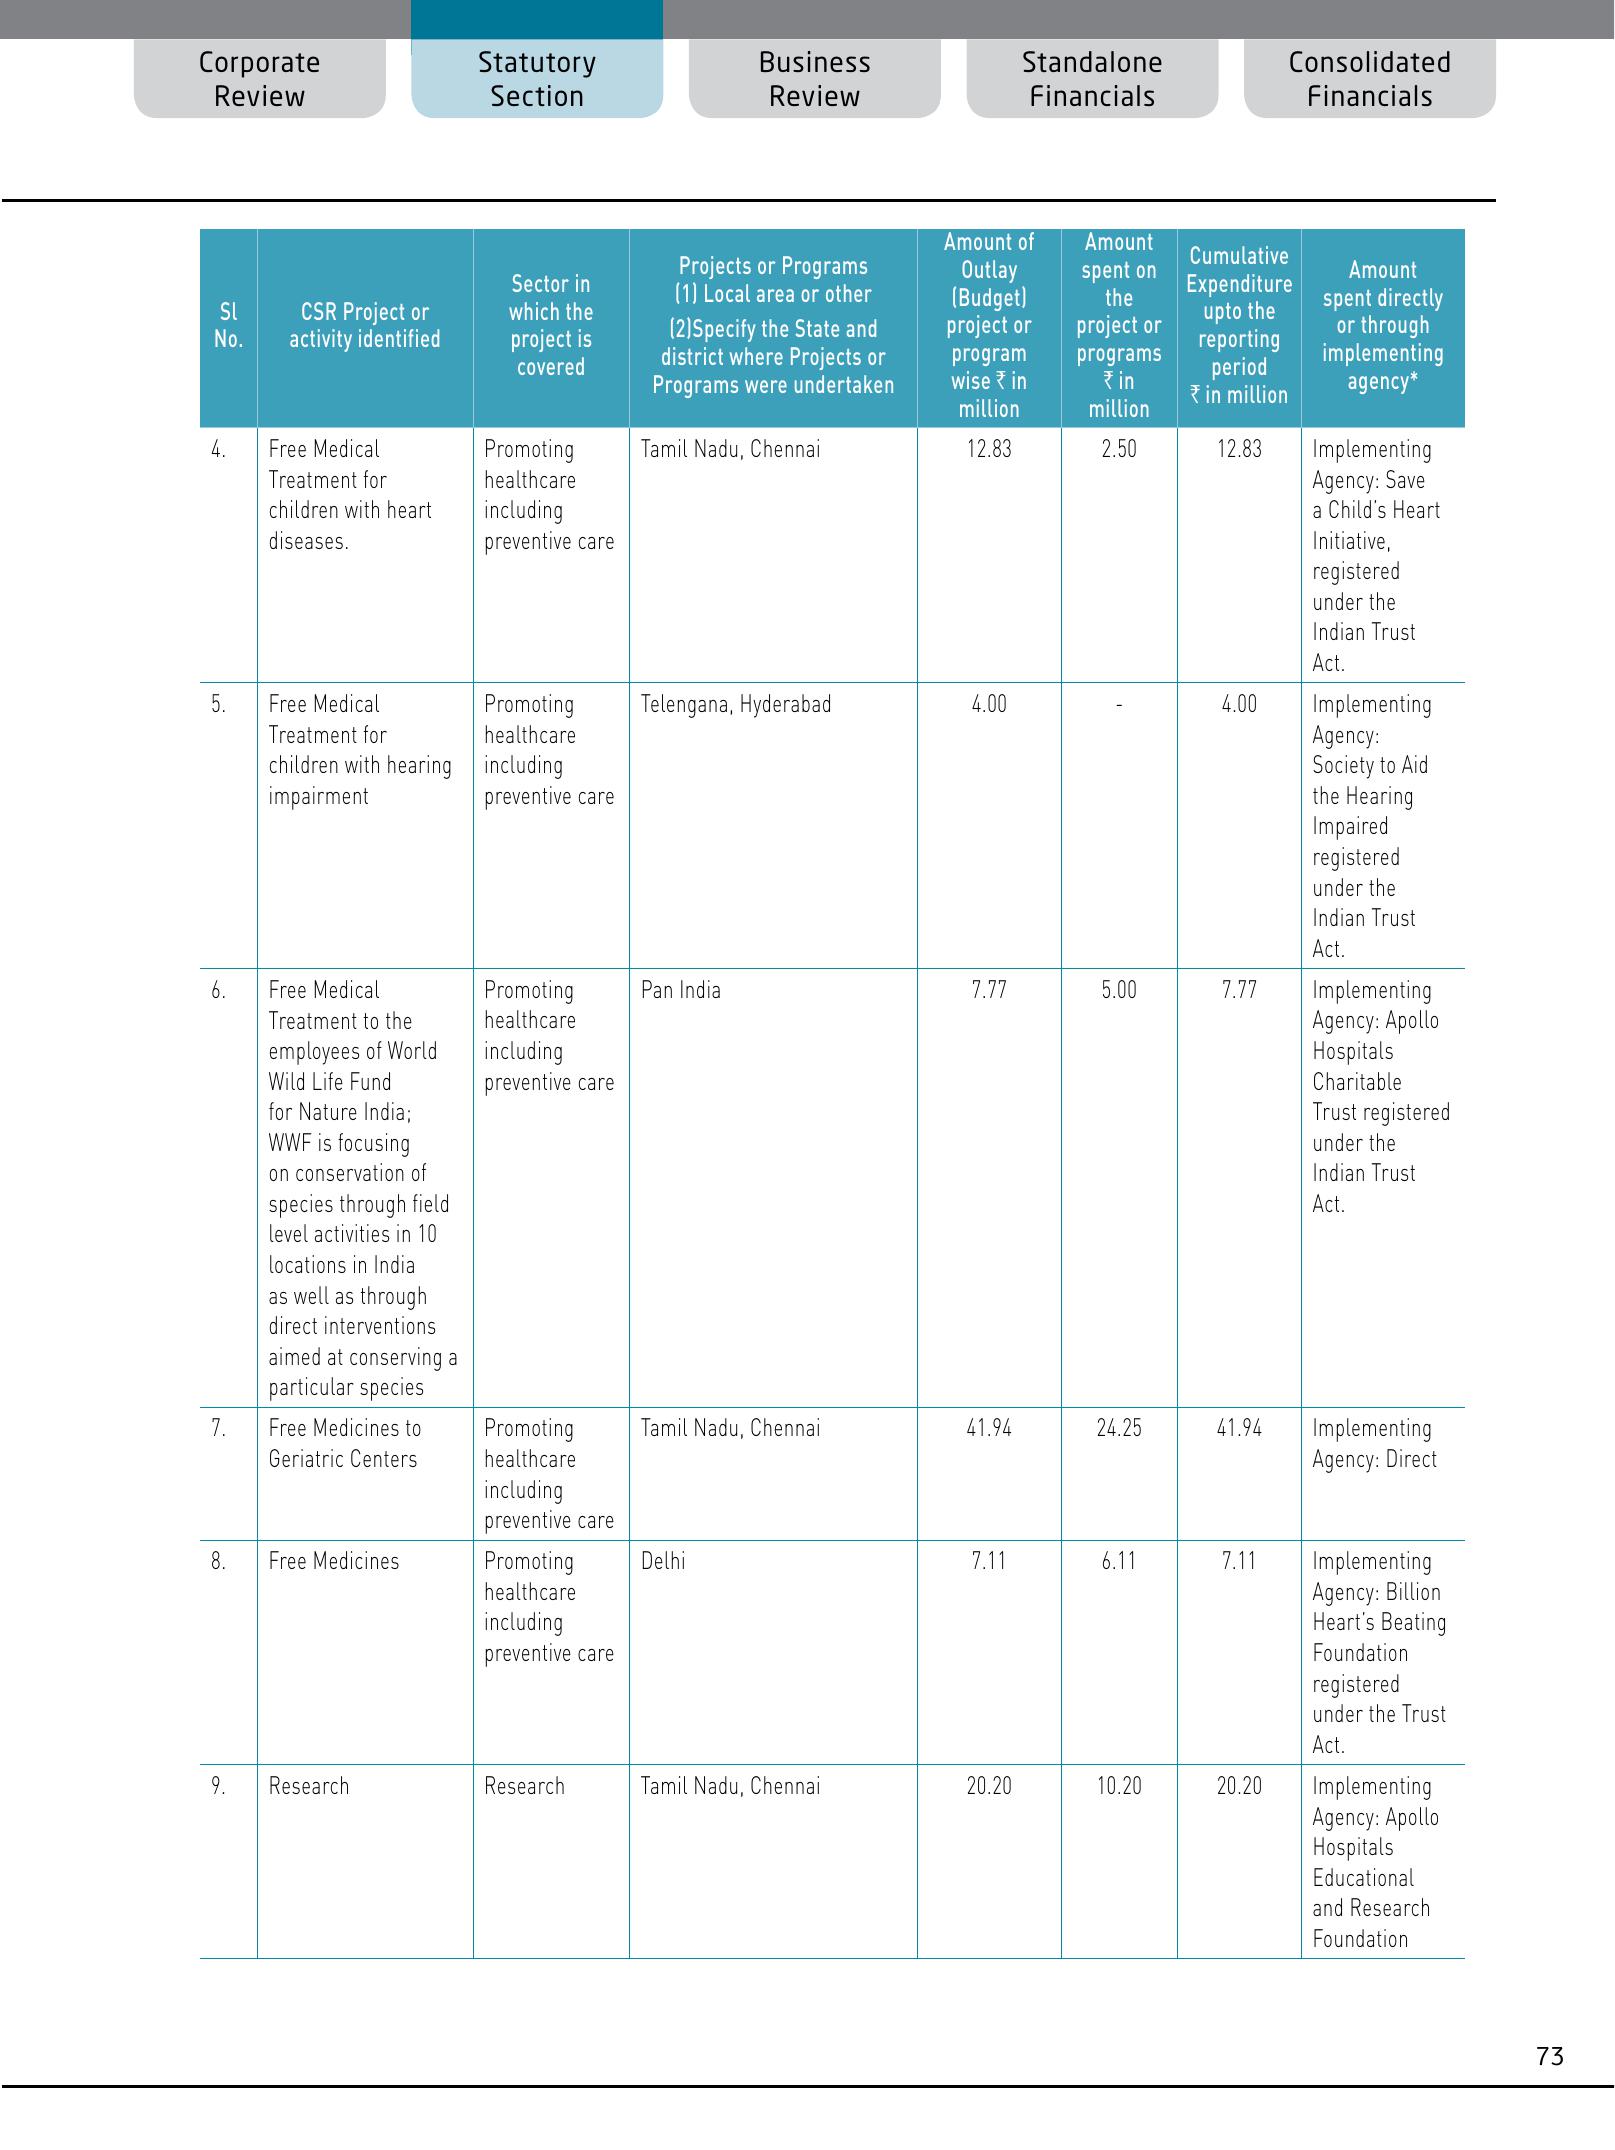 Corporate
Review
Statutory
Section
Business
Review
Standalone
Financials
Consolidated
Financials
Sl
No.
CSR Project or
activity identified
Sector in
which the
project is
covered
Projects or Programs
(1) Local area or other
(2)Specify the State and
district where Projects or
Programs were undertaken
Amount of
Outlay
(Budget)
project or
program
wise ₹ in
million
Amount
spent on
the
project or
programs
₹ in
million
Cumulative
Expenditure
upto the
reporting
period
₹ in million
Amount
spent directly
or through
implementing
agency*
4.
Free Medical
Treatment for
children with heart
diseases.
Promoting
healthcare
including
preventive care
Tamil Nadu, Chennai
12.83
2.50
12.83
Implementing
Agency: Save
a Child's Heart
Initiative,
registered
under the
Indian Trust
Act.
5.
Free Medical
Treatment for
children with hearing
impairment
Promoting
healthcare
including
preventive care
Telengana, Hyderabad
4.00
-
4.00
Implementing
Agency:
Society to Aid
the Hearing
Impaired
registered
under the
Indian Trust
Act.
6.
Free Medical
Treatment to the
employees of World
Wild Life Fund
for Nature India;
WWF is focusing
on conservation of
species through field
level activities in 10
locations in India
as well as through
direct interventions
aimed at conserving a
particular species
Promoting
healthcare
including
preventive care
Pan India
7.77
5.00
7.77
Implementing
Agency: Apollo
Hospitals
Charitable
Trust registered
under the
Indian Trust
Act.
7.
Free Medicines to
Geriatric Centers
Promoting
healthcare
including
preventive care
Tamil Nadu, Chennai
41.94
24.25
41.94
Implementing
Agency: Direct
8.
Free Medicines
Promoting
healthcare
including
preventive care
Delhi
7.11
6.11
7.11
Implementing
Agency: Billion
Heart's Beating
Foundation
registered
under the Trust
Act.
9.
Research
Research
Tamil Nadu, Chennai
20.20
10.20
20.20
Implementing
Agency: Apollo
Hospitals
Educational
and Research
Foundation
73